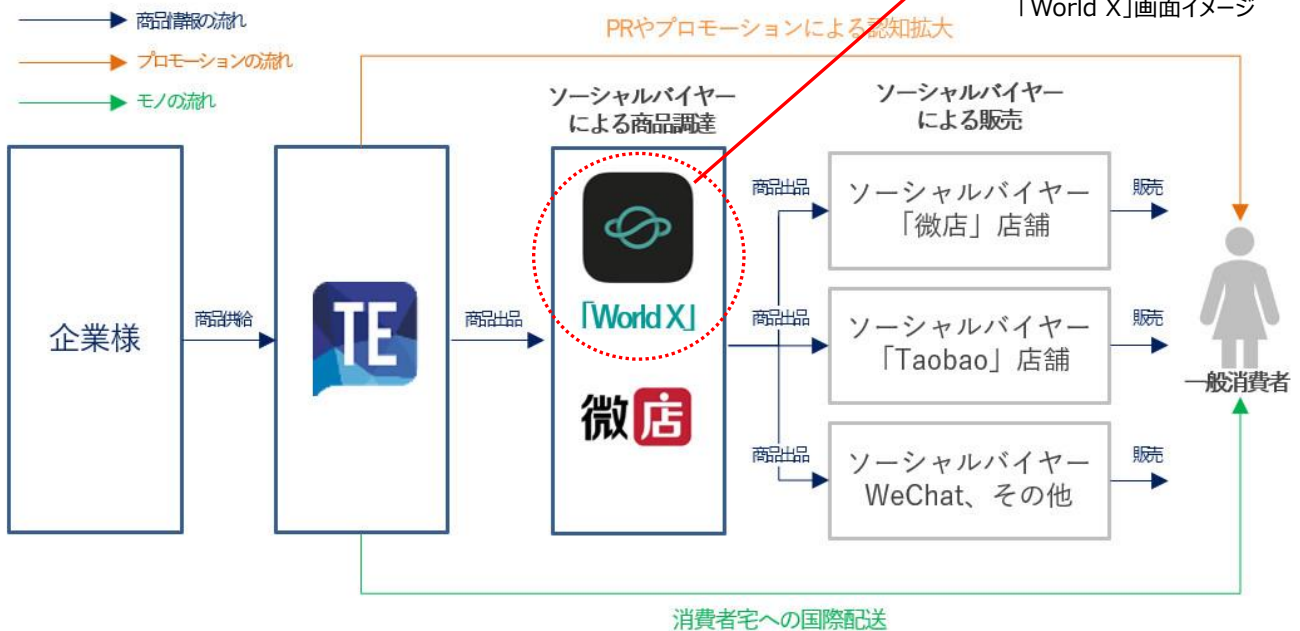 商品情報の流れ
プロモーションの流れ
モノの流れ
「World X」画面イメージ
PRやプロモーションによる認知拡大
ソーシャルバイヤー
による商品調達
ソーシャルバイヤー
による販売
企業様
商品供給
TE
商品出品
「World X」
微店
商品出品
ソーシャルバイヤー
「微店」店舗
販売
商品出品
ソーシャルバイヤー
「Taobao」店舗
販売
商品出品
ソーシャルバイヤー
WeChat、その他
販売
一般消費者
消費者宅への国際配送